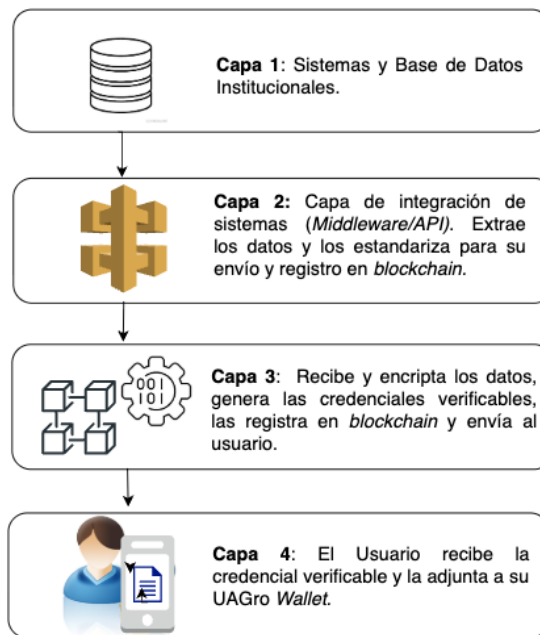 Capa 1: Sistemas y Base de Datos
Institucionales.
Capa 2: Capa de integración de
sistemas (Middleware/API). Extrae
los datos y los estandariza para su
envío y registro en blockchain.
001
101
Capa 3: Recibe y encripta los datos,
genera las credenciales verificables,
las registra en blockchain y envía al
usuario.
Capa 4: El Usuario recibe la
credencial verificable y la adjunta a su
UAGro Wallet.